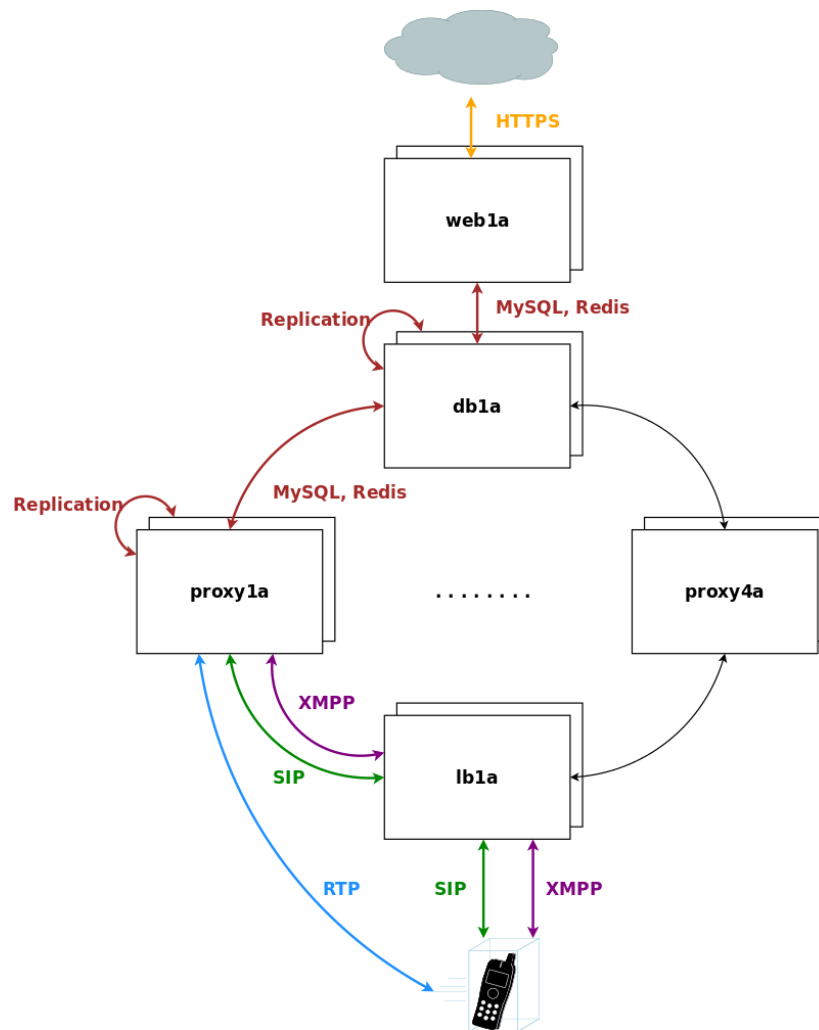 HTTPS
web1a
MySQL, Redis
Replication
db1a
MySQL, Redis
Replication
proxy1a
........
proxy4a
XMPP
SIP
lb1a
RTP
SIP
XMPP